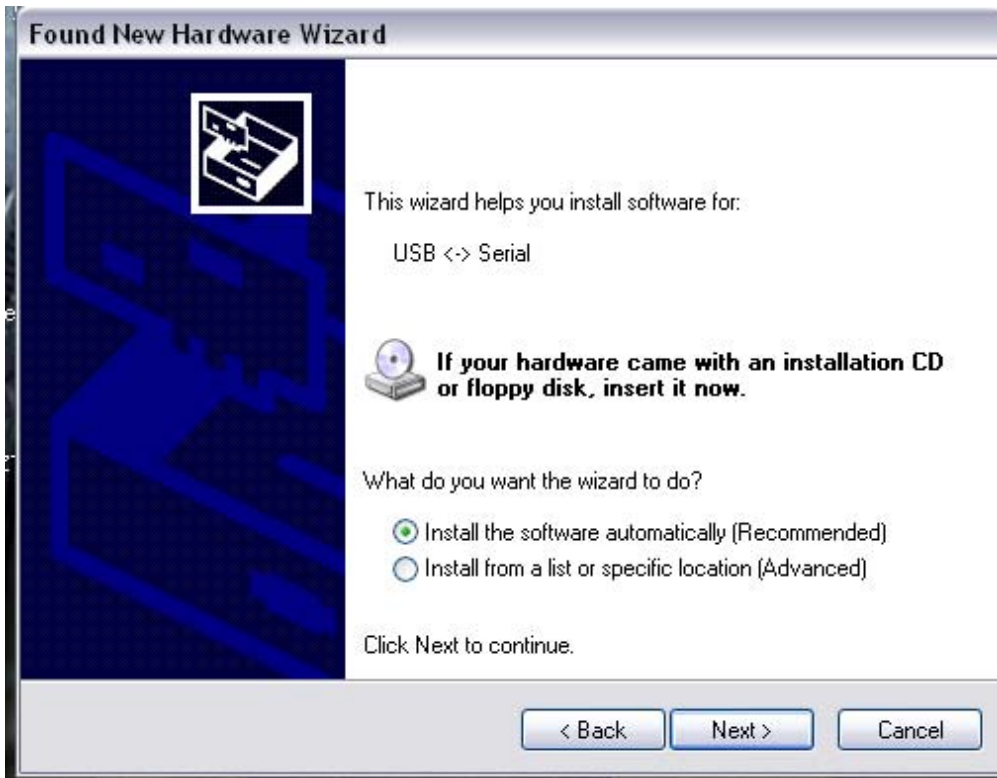 Found New Hardware Wizard
This wizard helps you install software for:
USB <-> Serial
If your hardware came with an installation CD
or floppy disk, insert it now.
What do you want the wizard to do?
Install the software automatically (Recommended)
Install from a list or specific location (Advanced)
Click Next to continue.
< Back
Next >
Cancel